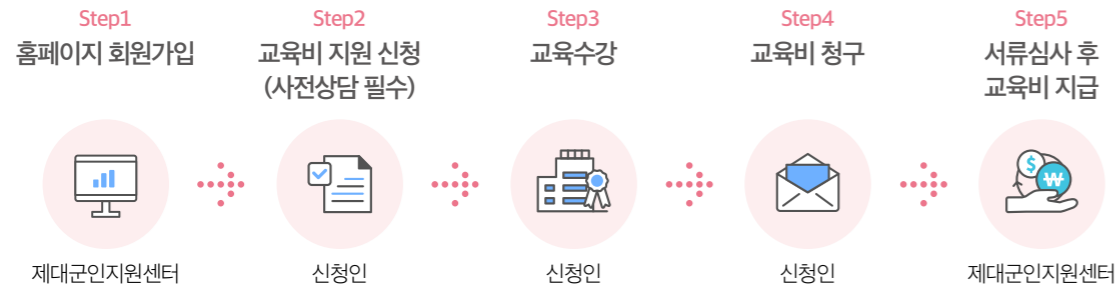 Step1
홈페이지 회원가입
제대군인지원센터
Step2
교육비 지원 신청
(사전상담 필수)
신청인
Step3
교육수강
신청인
Step4
교육비 청구
신청인
Step5
서류심사 후
교육비 지급
$
₩
제대군인지원센터